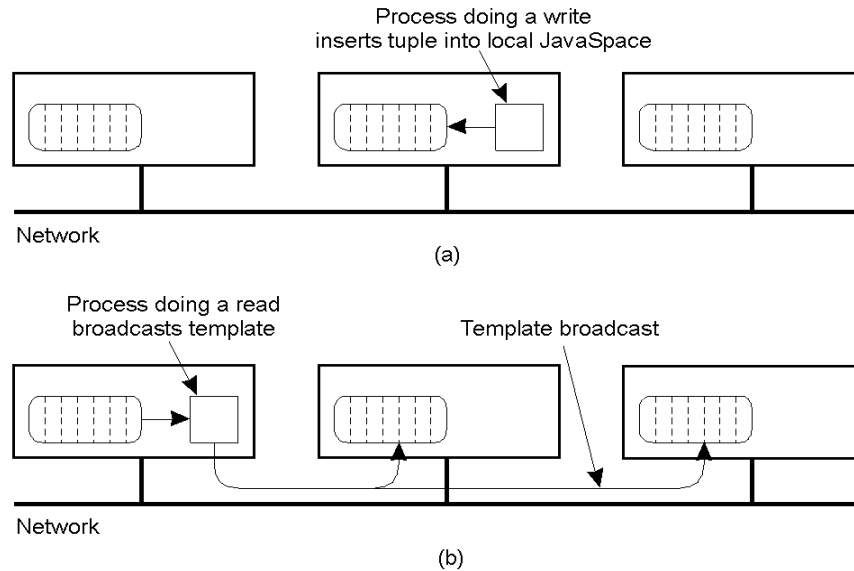 Process doing a write
inserts tuple into local JavaSpace
Network
(a)
Process doing a read
broadcasts template
Template broadcast
Network
(b)